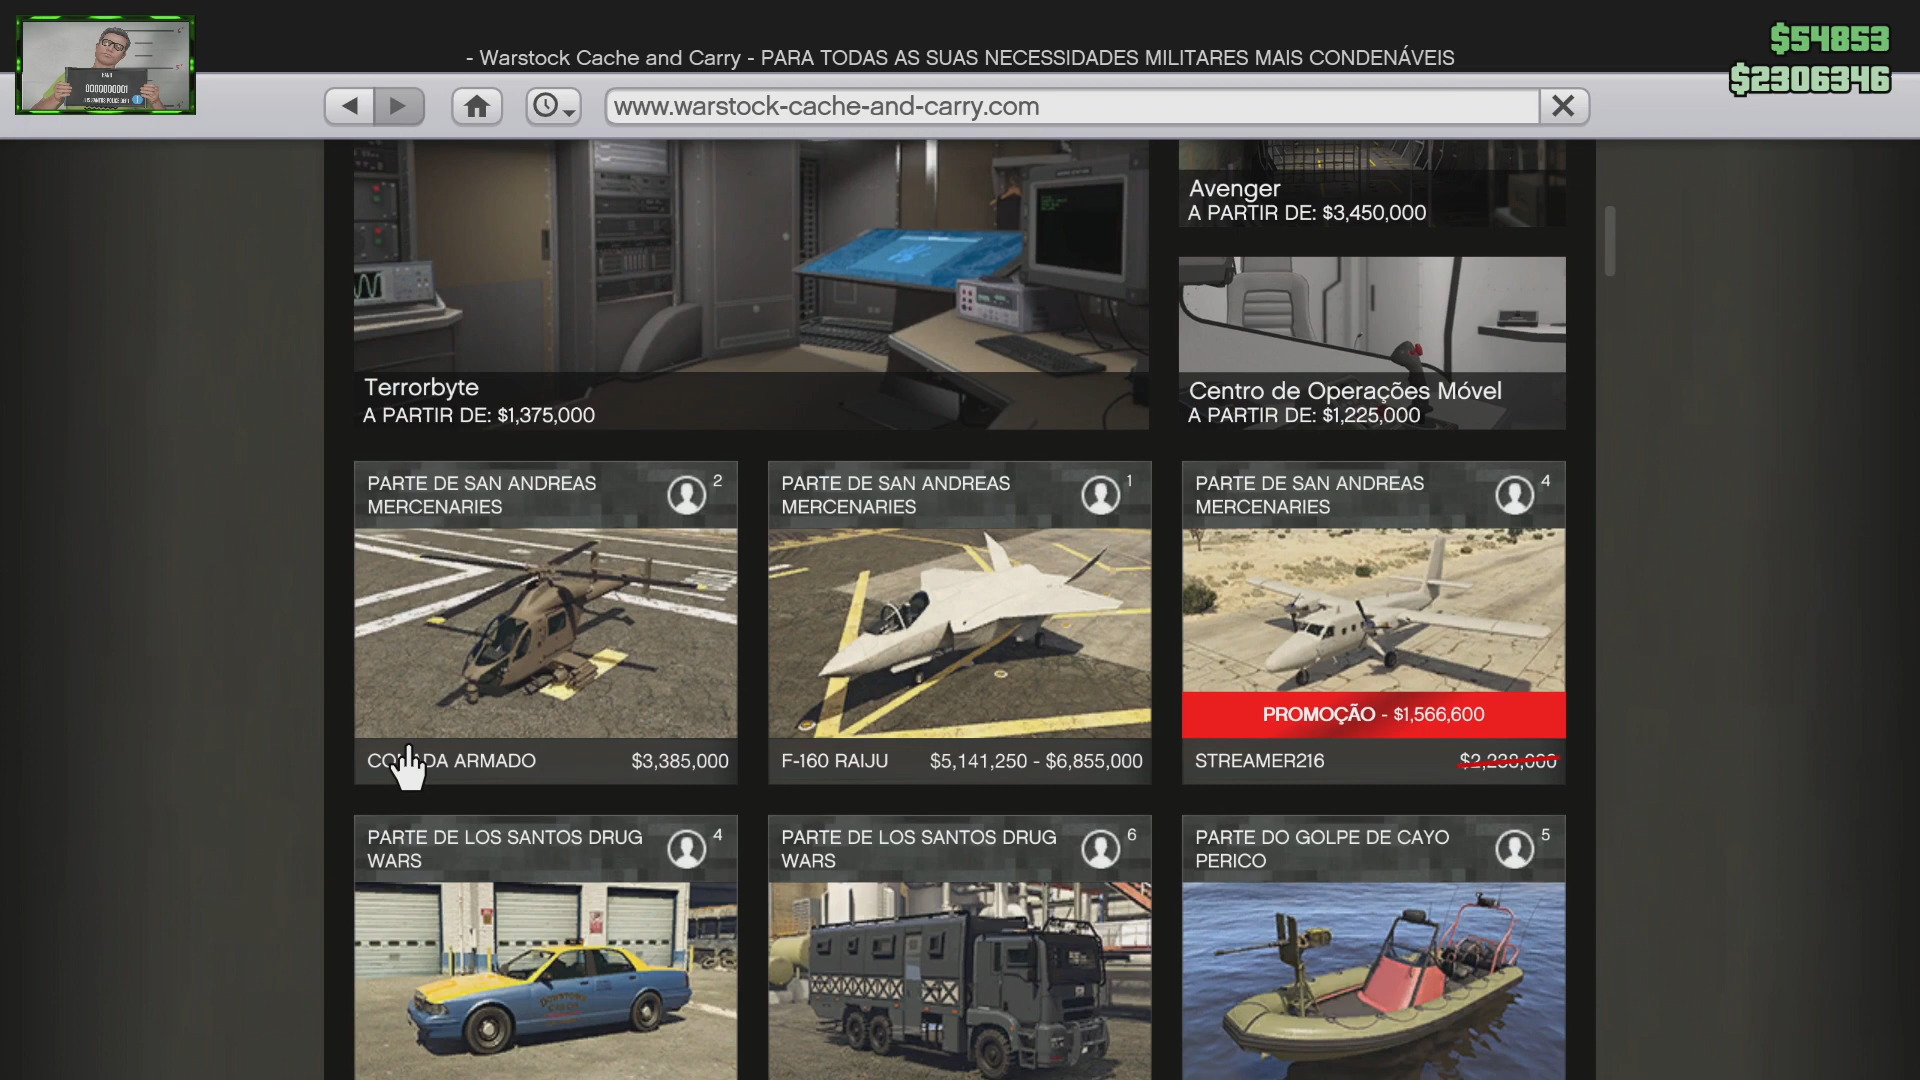 - Warstock Cache and Carry - PARA TODAS AS SUAS NECESSIDADES MILITARES MAIS CONDENÁVEIS
$54853
$2306346
www.warstock-cache-and-carry.com
Terrorbyte
A PARTIR DE: $1,375,000
Avenger
A PARTIR DE: $3,450,000
Centro de Operações Móvel
A PARTIR DE: $1,225,000
PARTE DE SAN ANDREAS
MERCENARIES
2
ARMADO $3,385,000
PARTE DE SAN ANDREAS
MERCENARIES
1
F-160 RAIJU $5,141,250 - $6,855,000
PARTE DE SAN ANDREAS
MERCENARIES
4
PROMOÇÃO - $1,566,600
STREAMER216
PARTE DE LOS SANTOS DRUG
WARS
4
PARTE DE LOS SANTOS DRUG
WARS
6
PARTE DO GOLPE DE CAYO
PERICO
5